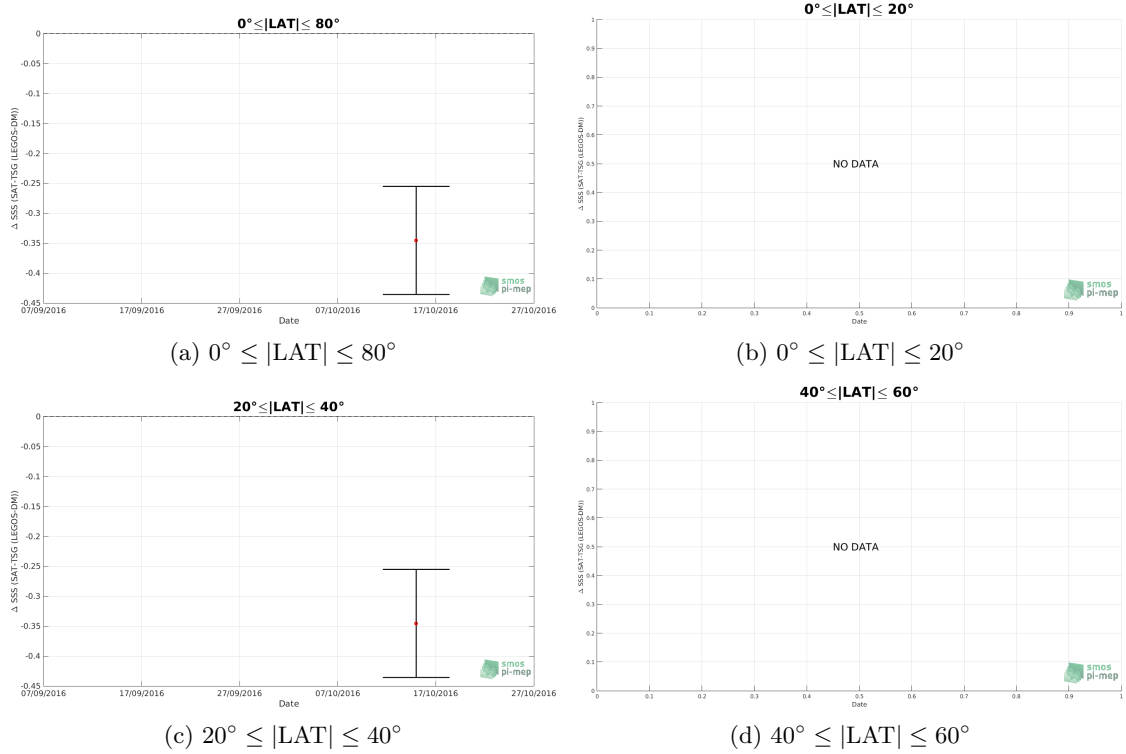 0°≤|LAT|≤ 80°
0
-0.05
-0.1
-0.15
-0.2
-0.25
-0.3
-0.35
-0.4
-0.45
Δ SSS (SAT-TSG (LEGOS-DM))
07/09/2016 17/09/2016 27/09/2016 07/10/2016 17/10/2016 27/10/2016
Date
smos
pi-mep
(a) 0° ≤ |LAT| ≤ 80°
0°≤|LAT|≤ 20°
1
0.9
0.8
0.7
0.6
0.5
0.4
0.3
0.2
0.1
0
Δ SSS (SAT-TSG (LEGOS-DM))
NO DATA
0 0.1 0.2 0.3 0.4 0.5 0.6 0.7 0.8 0.9 1
Date
smos
pi-mep
(b) 0° ≤ |LAT| ≤ 20°
20°≤|LAT|≤ 40°
0
-0.05
-0.1
-0.15
-0.2
-0.25
-0.3
-0.35
-0.4
-0.45
Δ SSS (SAT-TSG (LEGOS-DM))
07/09/2016 17/09/2016 27/09/2016 07/10/2016 17/10/2016 27/10/2016
Date
smos
pi-mep
(c) 20° ≤ |LAT| ≤ 40°
40°≤|LAT|≤ 60°
1
0.9
0.8
0.7
0.6
0.5
0.4
0.3
0.2
0.1
0
Δ SSS (SAT-TSG (LEGOS-DM))
NO DATA
0 0.1 0.2 0.3 0.4 0.5 0.6 0.7 0.8 0.9 1
Date
smos
pi-mep
(d) 40° ≤ |LAT| ≤ 60°